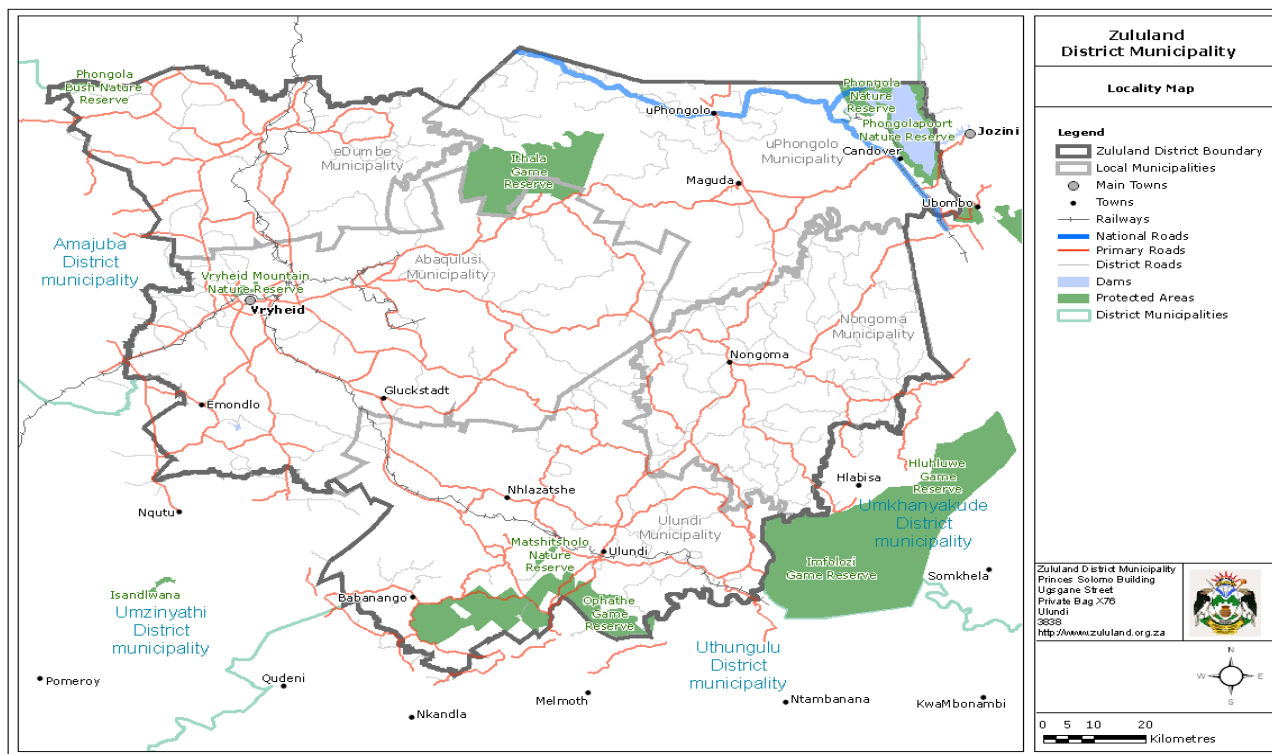 Zululand
District Municipality
Locality Map
Legend
Zululand District Boundary
Local Municipalities
Main Towns
Towns
Railways
National Roads
Primary Roads
District Roads
Dams
Protected Areas
District Municipalities
Zululand District Municipality
Princes Solomo Building
Ugsgane Street
Private Bag X76
Ulundi
3838
http://www.zululand.org.za
N
W
E
S
0 5 10 20
Kilometres
Phongola
Bush Nature
Reserve
eDumbe
Municipality
Ithala
Game
Reserve
uPhongolo
Phongola
Nature
Reserve
Phongolapoort
Nature Reserve
uPhongolo
Municipality
Candover
Jozini
Maguda
Ubombo
Amajuba
District
municipality
Abaqulusi
Municipality
Vryheid Mountain
Nature Reserve
Vryheid
Nongoma
Municipality
Nongoma
Gluckstadt
Emondlo
Hlabisa
Hluhluwe
Game
Reserve
Umkhanyakude
District
municipality
Nqutu
Nhlazatshe
Ulundi
Municipality
Matshitsholo
Nature
Reserve
Ulundi
Imfolozi
Game Reserve
Somkhela
Isandlwana
Babanango
Ophathe
Game
Reserve
Umzinyathi
District
municipality
Uthungulu
District
municipality
Pomeroy
Qudeni
Nkandla
Melmoth
Ntambanana
KwaMbonambi